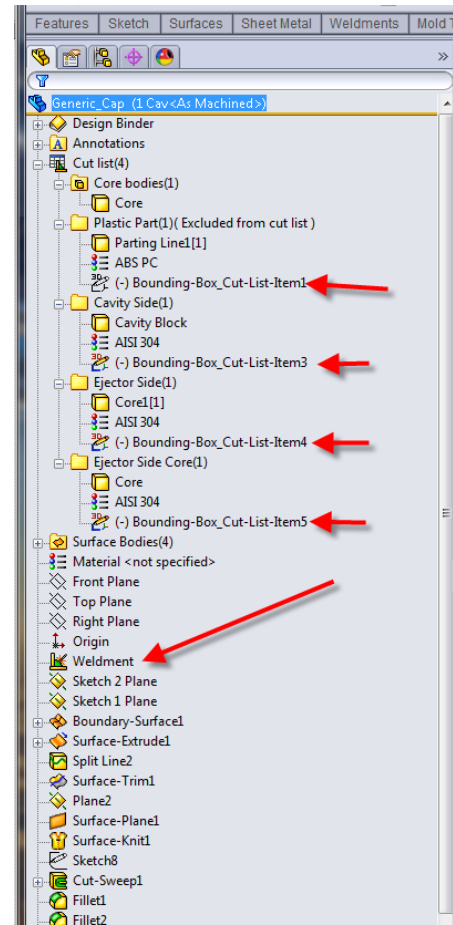 Features Sketch Surfaces Sheet Metal Weldments Mold T
»
Generic_Cap (1 Cav<As Machined>)
Design Binder
A Annotations
Cut list(4)
Core bodies(1)
Core
Plastic Part(1)( Excluded from cut list )
Parting Line1[1]
ABS PC
3D (-) Bounding-Box_Cut-List-Item1
Cavity Side(1)
Cavity Block
AISI 304
3D (-) Bounding-Box_Cut-List-Item3
Ejector Side(1)
Core1[1]
AISI 304
3D (-) Bounding-Box_Cut-List-Item4
Ejector Side Core(1)
Core
AISI 304
3D (-) Bounding-Box_Cut-List-Item5
Surface Bodies(4)
Material <not specified>
Front Plane
Top Plane
Right Plane
Origin
Weldment
Sketch 2 Plane
Sketch 1 Plane
Boundary-Surface1
Surface-Extrude1
Split Line2
Surface-Trim1
Plane2
Surface-Plane1
Surface-Knit1
Sketch8
Cut-Sweep1
Fillet1
Fillet2